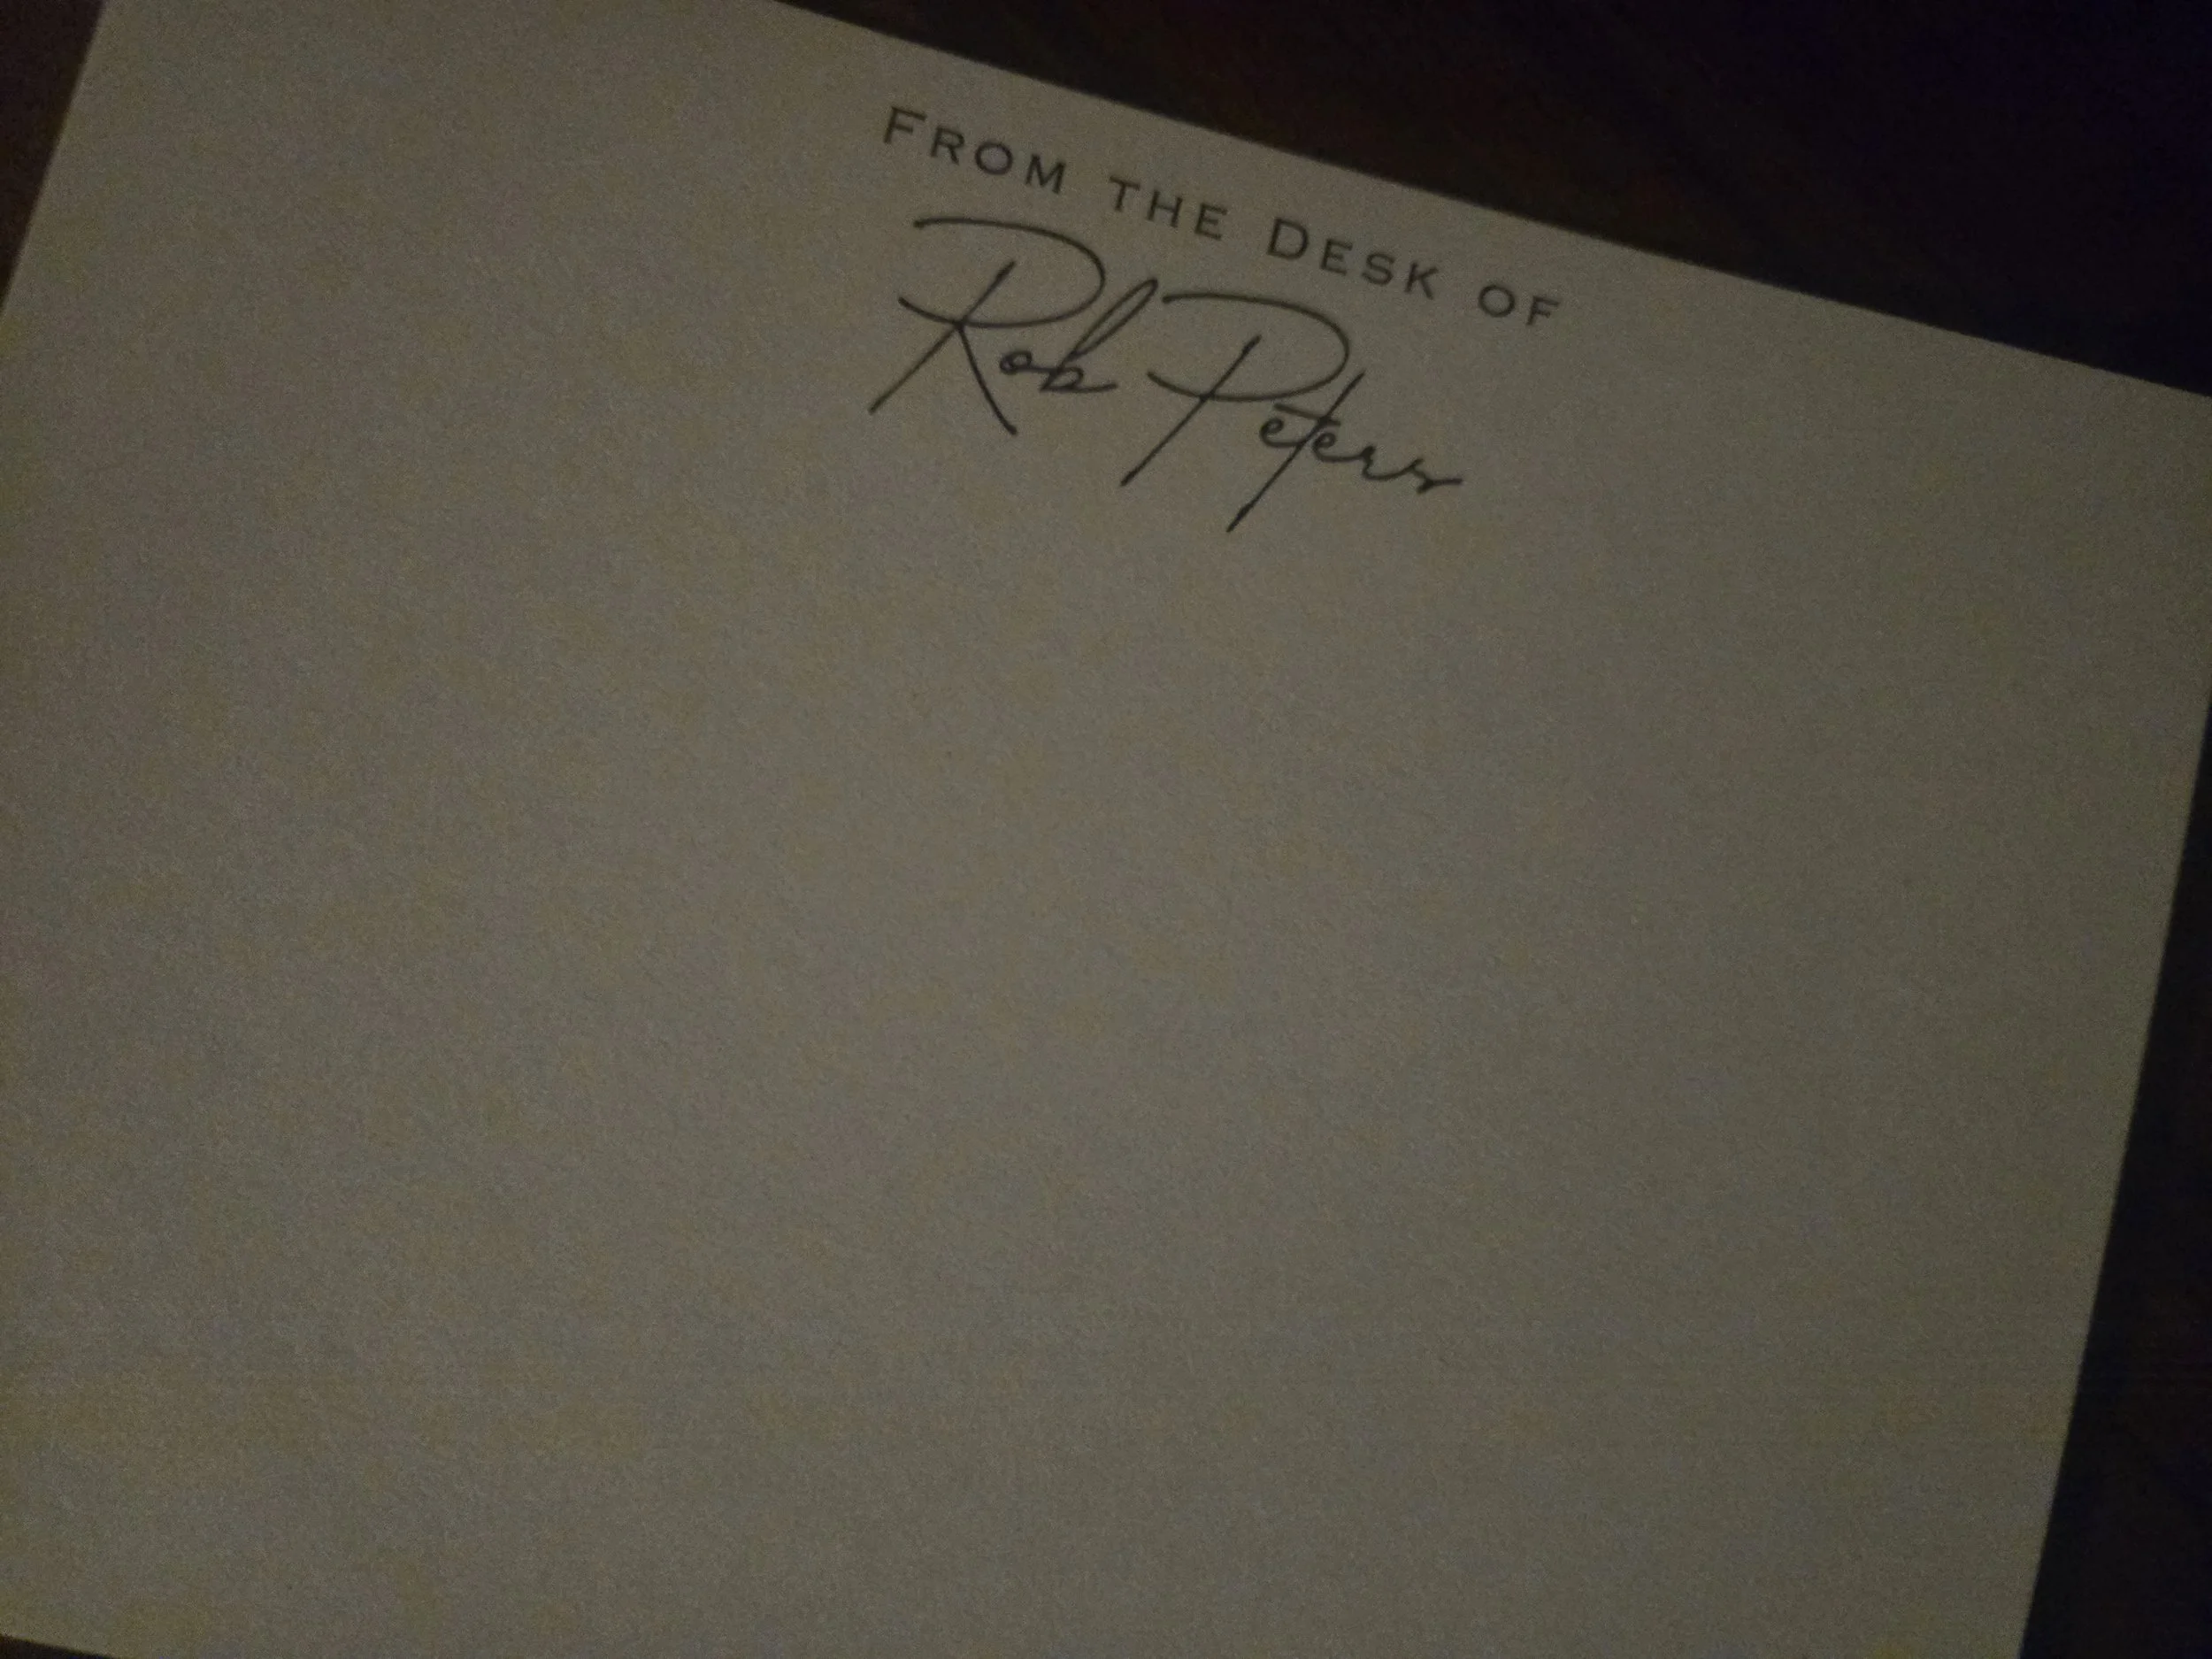 From the Desk of
Rob Peters